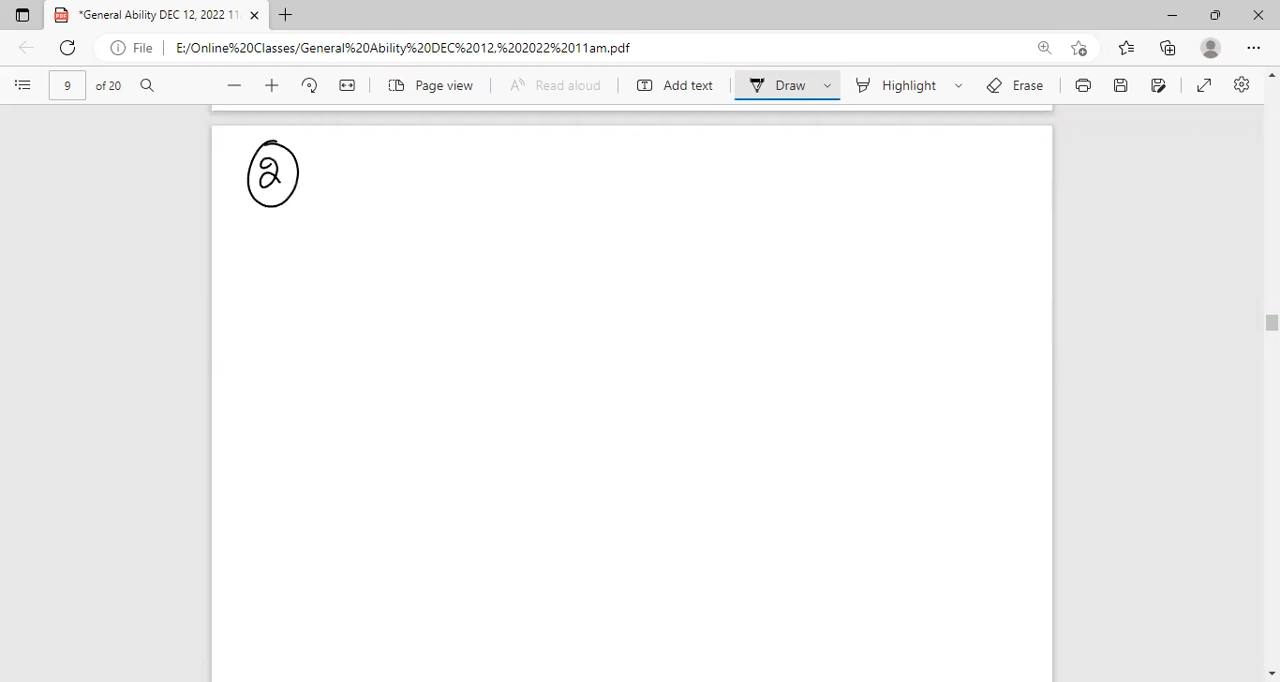 *General Ability DEC 12, 2022 11
File E:/Online%20Classes/General%20Ability%20DEC%2012,%202022%2011am.pdf
9 of 20 Page view Read aloud Add text Draw Highlight Erase
2